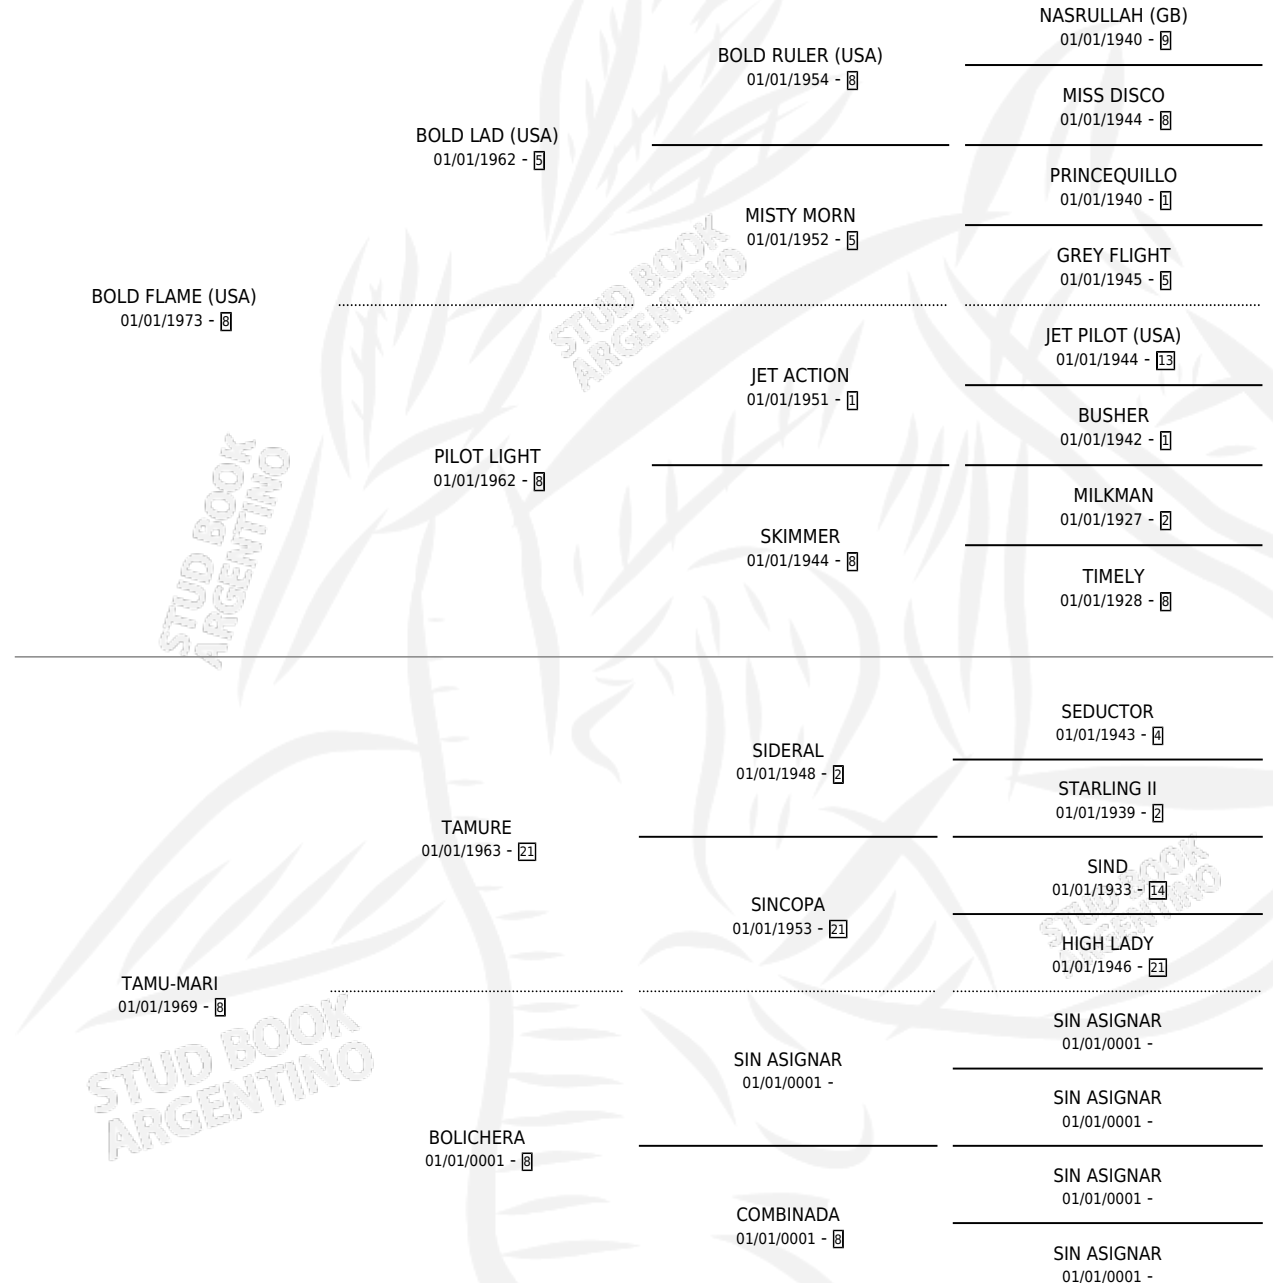 NASRULLAH (GB)
01/01/1940 - 9
BOLD RULER (USA)
01/01/1954 - 8
MISS DISCO
01/01/1944 - 8
BOLD LAD (USA)
01/01/1962 - 5
PRINCEQUILLO
01/01/1940 - 1
MISTY MORN
01/01/1952 - 5
GREY FLIGHT
01/01/1945 - 5
BOLD FLAME (USA)
01/01/1973 - 8
JET PILOT (USA)
01/01/1944 - 13
JET ACTION
01/01/1951 - 1
BUSHER
01/01/1942 - 1
PILOT LIGHT
01/01/1962 - 8
MILKMAN
01/01/1927 - 2
SKIMMER
01/01/1944 - 8
TIMELY
01/01/1928 - 8
SEDUCTOR
01/01/1943 - 4
SIDERAL
01/01/1948 - 2
STARLING II
01/01/1939 - 2
TAMURE
01/01/1963 - 21
SIND
01/01/1933 - 14
SINCOPA
01/01/1953 - 21
HIGH LADY
01/01/1946 - 21
TAMU-MARI
01/01/1969 - 8
SIN ASIGNAR
01/01/0001 -
SIN ASIGNAR
01/01/0001 -
SIN ASIGNAR
01/01/0001 -
BOLICHERA
01/01/0001 - 8
SIN ASIGNAR
01/01/0001 -
COMBINADA
01/01/0001 - 8
SIN ASIGNAR
01/01/0001 -
STUD BOOK
ARGENTINO
STUD BOOK
ARGENTINO
STUD BOOK
ARGENTINO
STUD BOOK
ARGENTINO